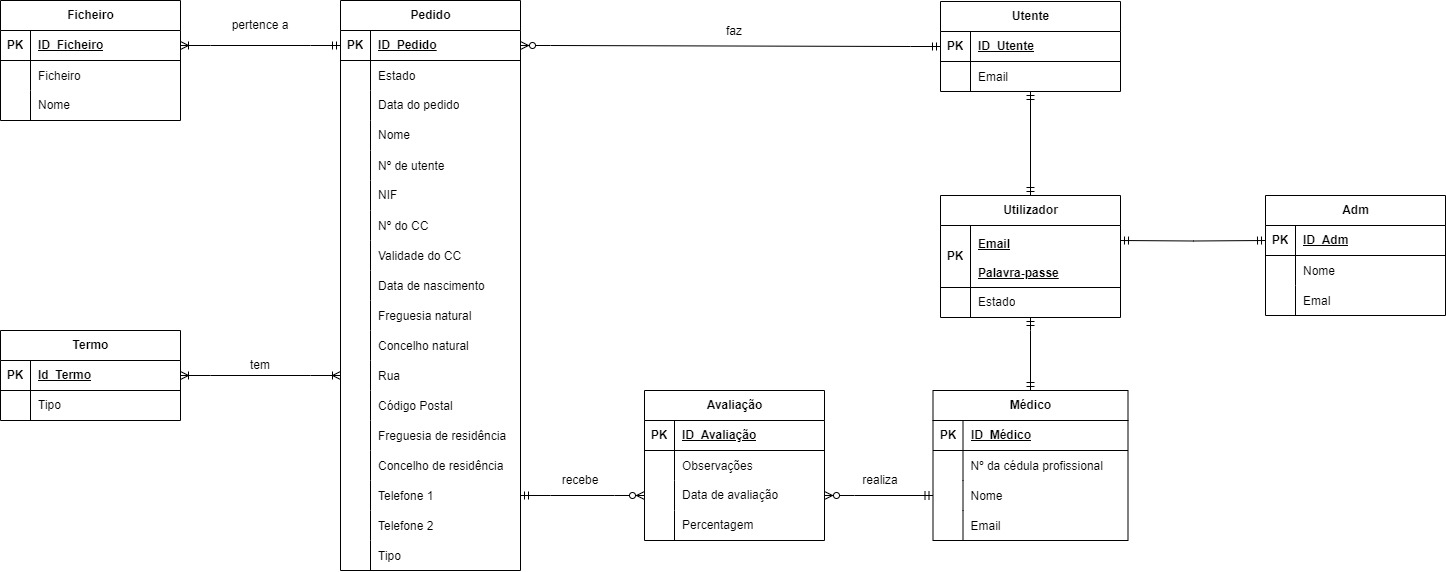 Ficheiro
PK ID_Ficheiro
Ficheiro
Nome
pertence a
Pedido
PK ID_Pedido
Estado
Data do pedido
Nome
Nº de utente
NIF
Nº do CC
Validade do CC
Data de nascimento
Freguesia natural
Concelho natural
Rua
Código Postal
Freguesia de residência
Concelho de residência
Telefone 1
Telefone 2
Tipo
faz
Utente
PK ID_Utente
Email
Utilizador
PK Email
Palavra-passe
Estado
Adm
PK ID_Adm
Nome
Emal
Termo
PK Id_Termo
Tipo
tem
recebe
Avaliação
PK ID_Avaliação
Observações
Data de avaliação
Percentagem
realiza
Médico
PK ID_Médico
Nº da cédula profissional
Nome
Email